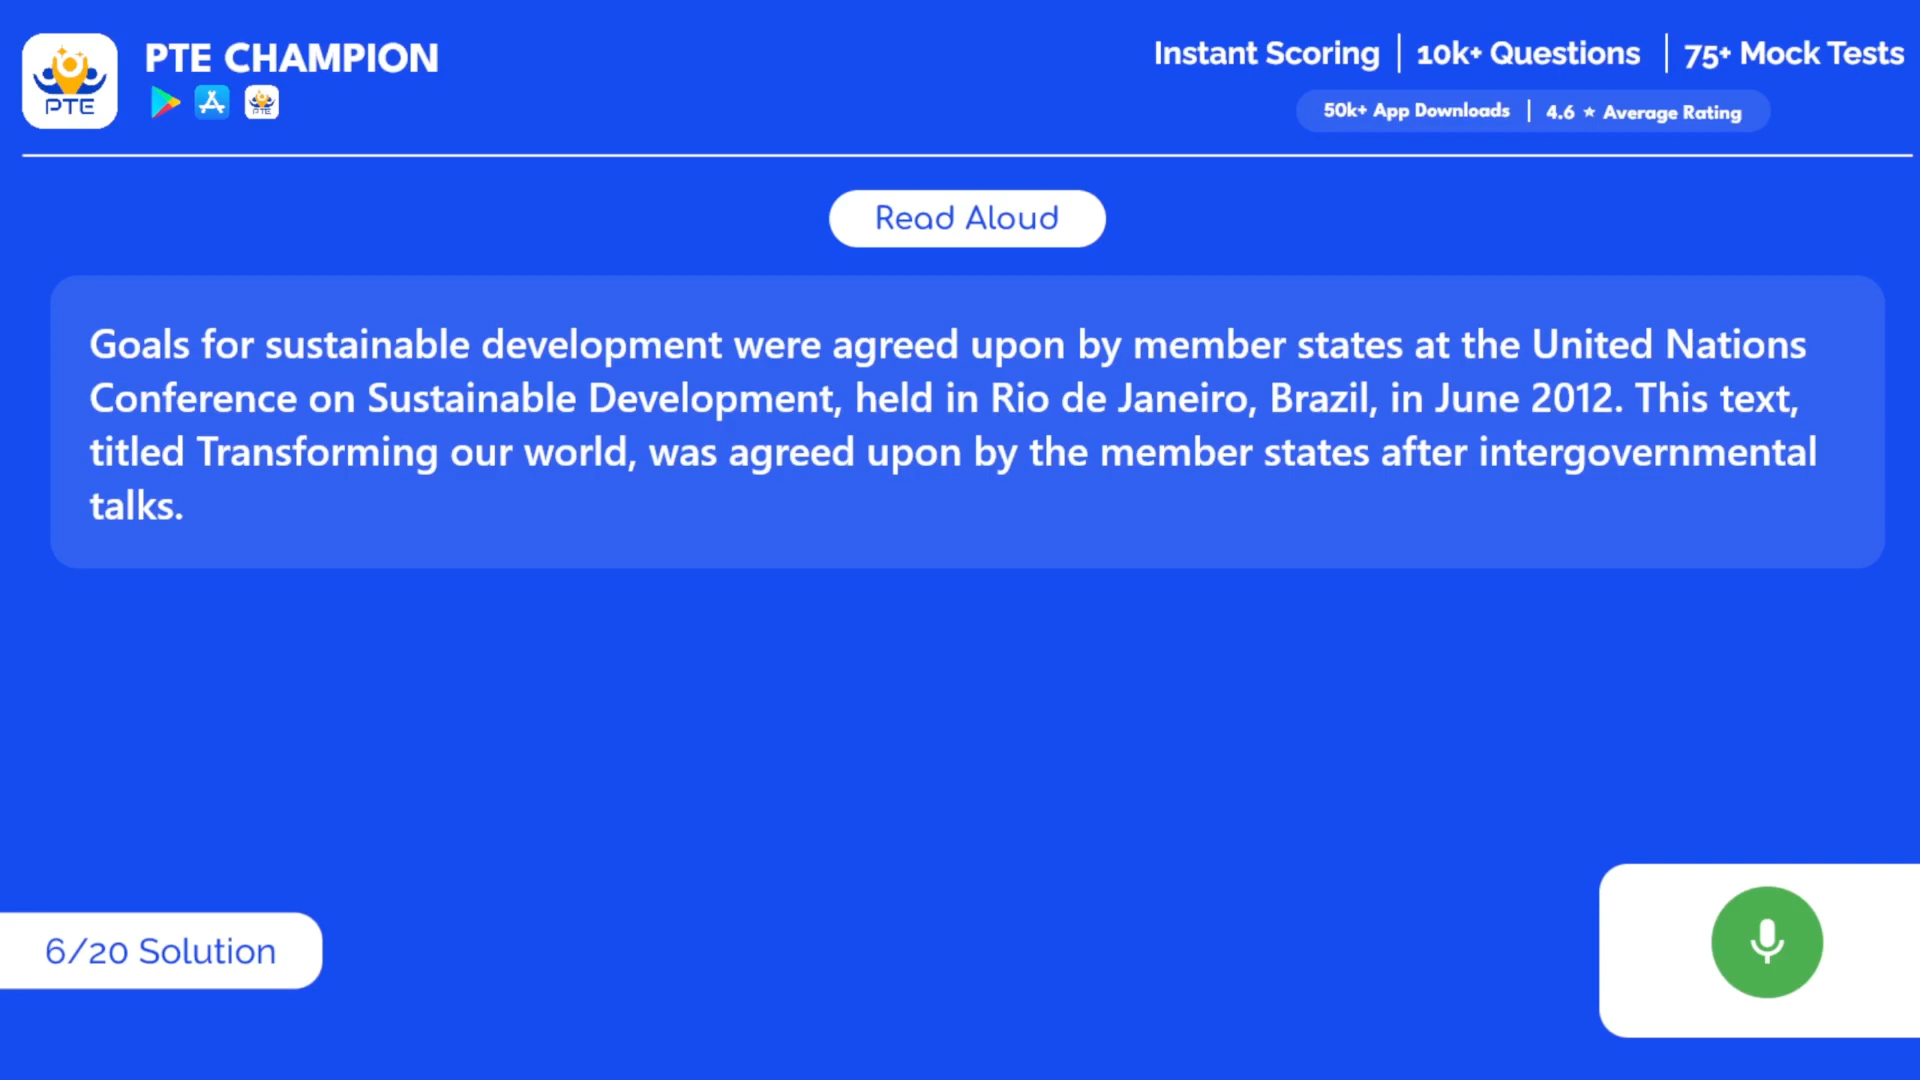 PTE CHAMPION
PTE
PTE
Instant Scoring | 10k+ Questions | 75+ Mock Tests
50k+ App Downloads | 4.6 ★ Average Rating
Read Aloud
Goals for sustainable development were agreed upon by member states at the United Nations
Conference on Sustainable Development, held in Rio de Janeiro, Brazil, in June 2012. This text,
titled Transforming our world, was agreed upon by the member states after intergovernmental
talks.
6/20 Solution